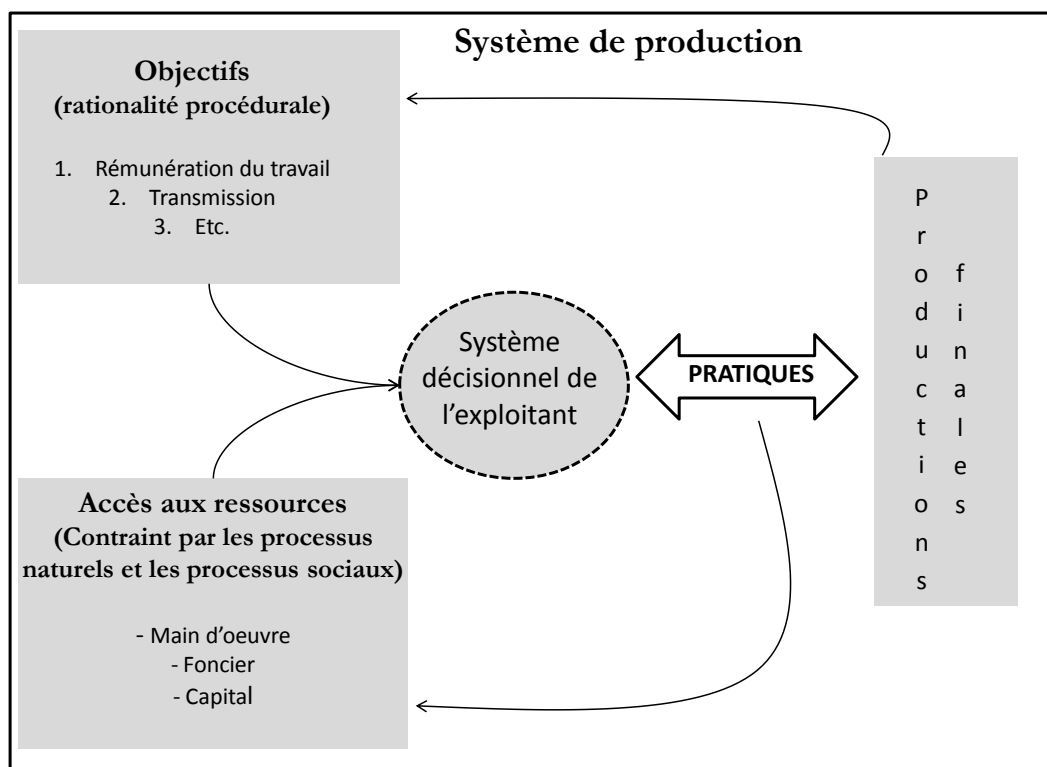 Système de production
Objectifs
(rationalité procédurale)
1. Rémunération du travail
2. Transmission
3. Etc.
Système
décisionnel de
l'exploitant
PRATIQUES
Productions
finales
Accès aux ressources
(Contraint par les processus
naturels et les processus sociaux)
- Main d'oeuvre
- Foncier
- Capital